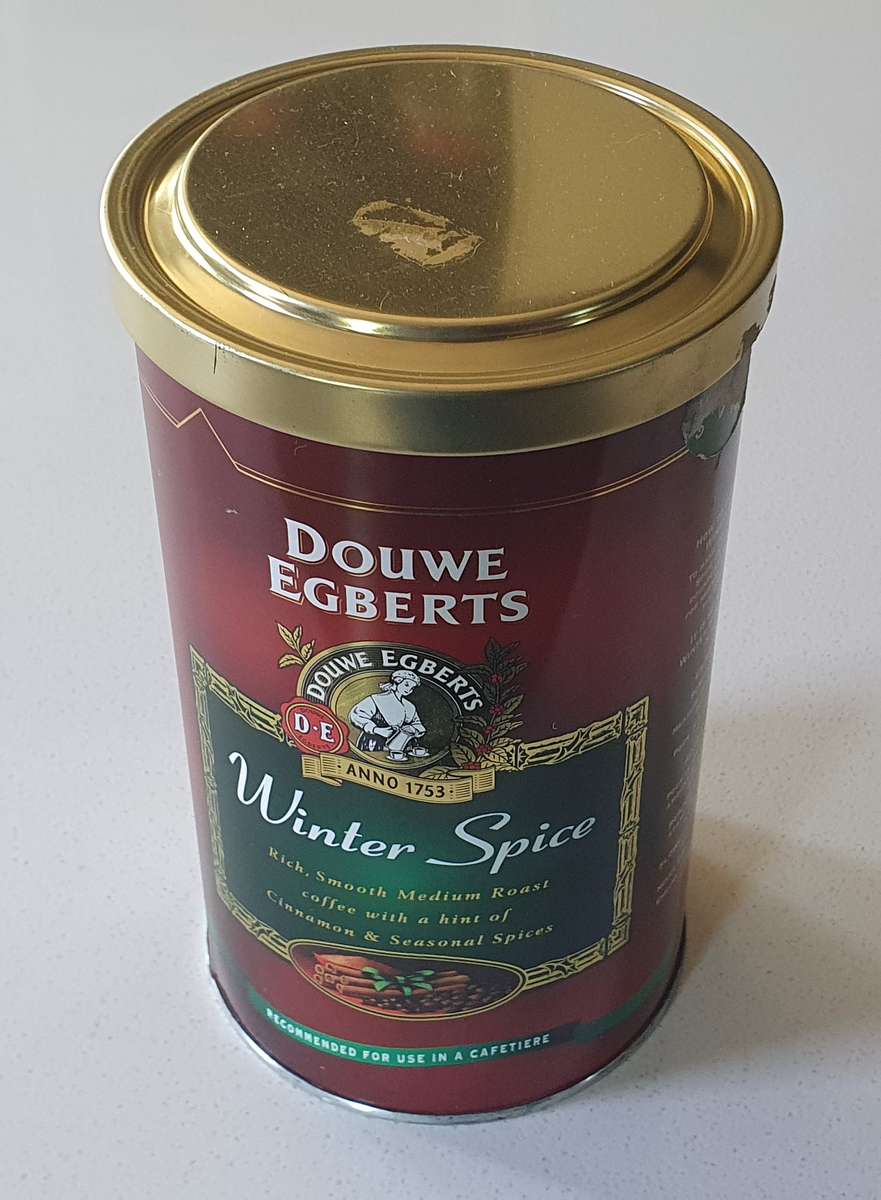 DOUWE
EGBERTS
DOUWE EGBERTS
D·E
EGBERTS
ANNO 1753
Winter Spice
Rich, Smooth Medium Roast
coffee with a hint of
Cinnamon & Seasonal Spices
RECOMMENDED FOR USE IN A CAFETIERE